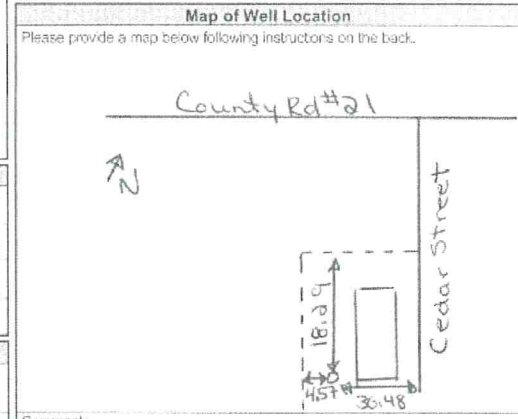 Map of Well Location
Please provide a map below following instructions on the back.
County Rd #21
N
Cedar Street
18.29
4.57
36.48
Comments